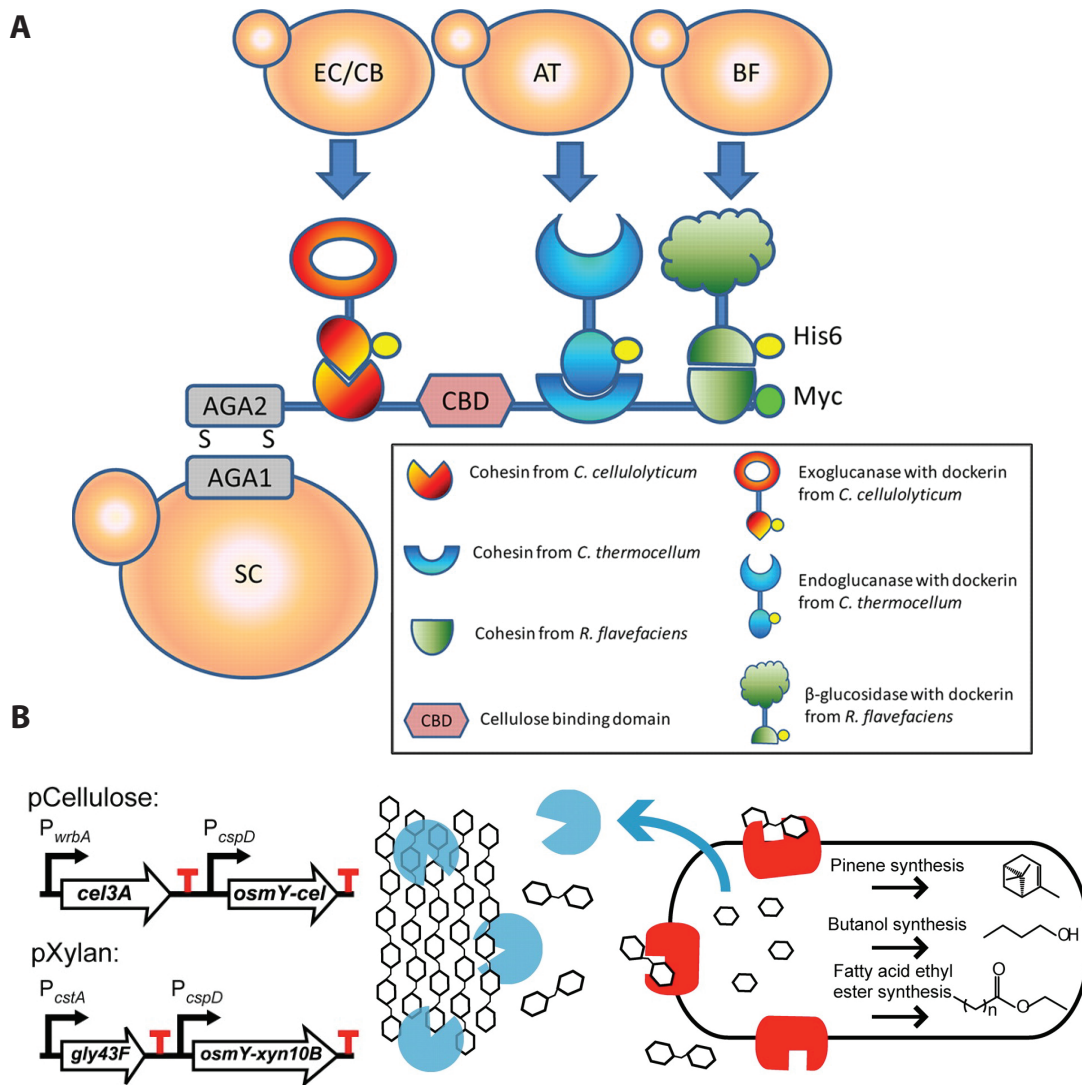 A
EC/CB
AT
BF
His6
Myc
AGA2
CBD
S S
AGA1
SC
Cohesin from C. cellulolyticum
Exoglucanase with dockerin
from C. cellulolyticum
Cohesin from C. thermocellum
Endoglucanase with dockerin
from C. thermocellum
Cohesin from R. flavefaciens
β-glucosidase with dockerin
from R. flavefaciens
CBD
Cellulose binding domain
B
pCellulose:
PwrbA
PcspD
cel3A
osmY-cel
pXylan:
PcstA
PcspD
gly43F
osmY-xyn10B
Pinene synthesis
Butanol synthesis
OH
Fatty acid ethyl
ester synthesis
O
n
O